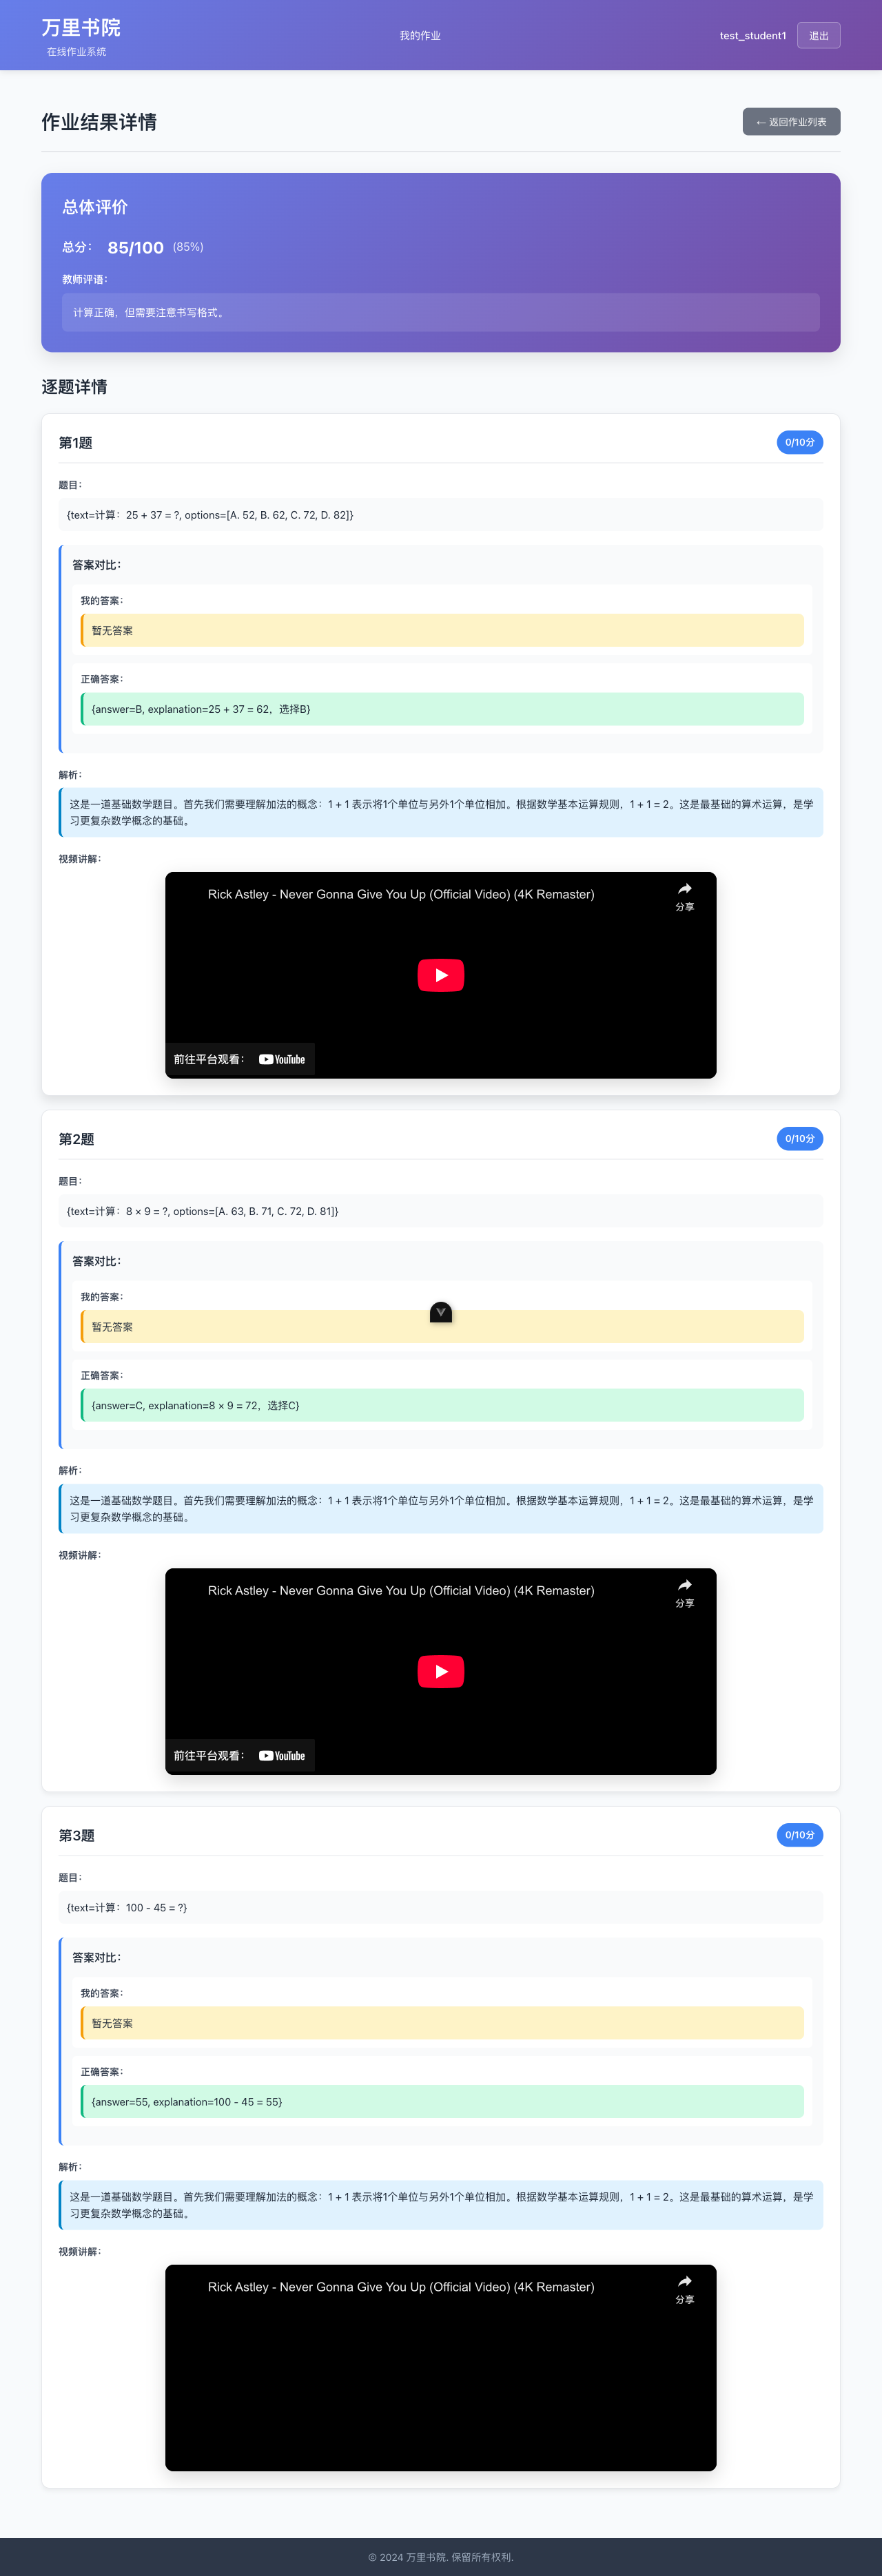 万里书院
在线作业系统
我的作业
test_student1
退出
作业结果详情
← 返回作业列表
总体评价
总分： 85/100 (85%)
教师评语：
计算正确，但需要注意书写格式。
逐题详情
第1题
0/10分
题目：
{text=计算：25 + 37 = ?, options=[A. 52, B. 62, C. 72, D. 82]}
答案对比：
我的答案：
暂无答案
正确答案：
{answer=B, explanation=25 + 37 = 62，选择B}
解析：
这是一道基础数学题目。首先我们需要理解加法的概念：1 + 1 表示将1个单位与另外1个单位相加。根据数学基本运算规则，1 + 1 = 2。这是最基础的算术运算，是学
习更复杂数学概念的基础。
视频讲解：
Rick Astley - Never Gonna Give You Up (Official Video) (4K Remaster)
分享
前往平台观看： YouTube
第2题
0/10分
题目：
{text=计算：8 × 9 = ?, options=[A. 63, B. 71, C. 72, D. 81]}
答案对比：
我的答案：
暂无答案
正确答案：
{answer=C, explanation=8 × 9 = 72，选择C}
解析：
这是一道基础数学题目。首先我们需要理解加法的概念：1 + 1 表示将1个单位与另外1个单位相加。根据数学基本运算规则，1 + 1 = 2。这是最基础的算术运算，是学
习更复杂数学概念的基础。
视频讲解：
Rick Astley - Never Gonna Give You Up (Official Video) (4K Remaster)
分享
前往平台观看： YouTube
第3题
0/10分
题目：
{text=计算：100 - 45 = ?}
答案对比：
我的答案：
暂无答案
正确答案：
{answer=55, explanation=100 - 45 = 55}
解析：
这是一道基础数学题目。首先我们需要理解加法的概念：1 + 1 表示将1个单位与另外1个单位相加。根据数学基本运算规则，1 + 1 = 2。这是最基础的算术运算，是学
习更复杂数学概念的基础。
视频讲解：
Rick Astley - Never Gonna Give You Up (Official Video) (4K Remaster)
分享
© 2024 万里书院. 保留所有权利.